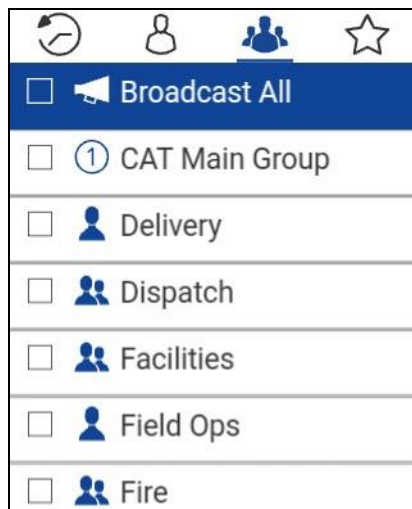 Broadcast All
1 CAT Main Group
Delivery
Dispatch
Facilities
Field Ops
Fire